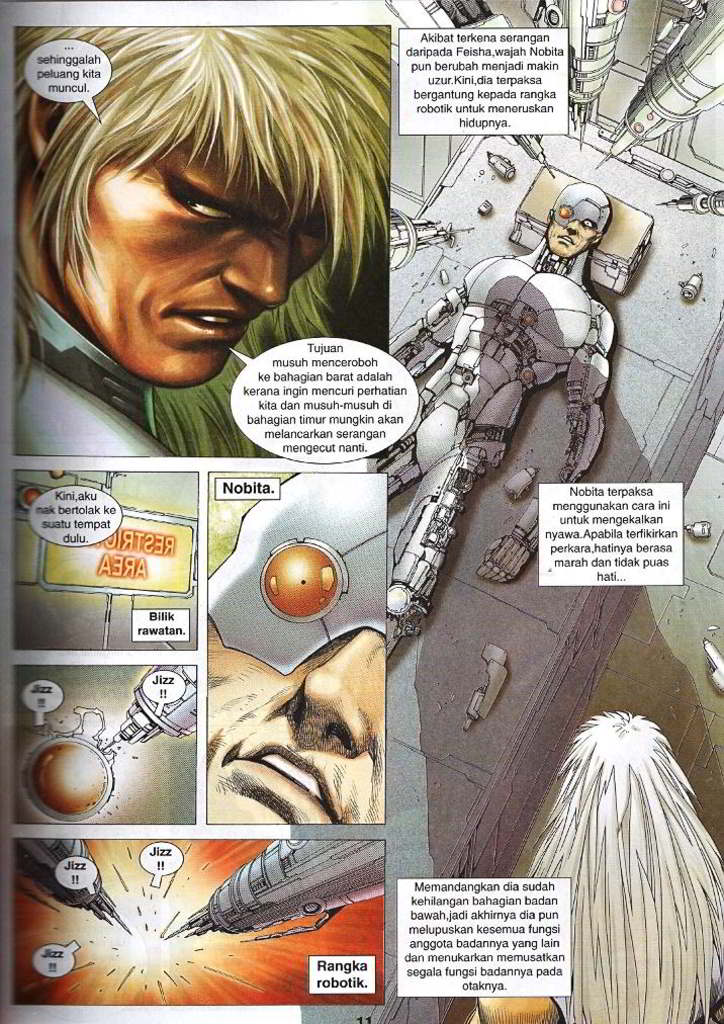 ...
sehinggalah
peluang kita
muncul.
Tujuan
musuh menceroboh
ke bahagian barat adalah
kerana ingin mencuri perhatian
kita dan musuh-musuh di
bahagian timur mungkin akan
melancarkan serangan
mengecut nanti.
Akibat terkena serangan
daripada Feisha,wajah Nobita
pun berubah menjadi makin
uzur.Kini,dia terpaksa
bergantung kepada rangka
robotik untuk meneruskan
hidupnya.
Kini,aku
nak bertolak ke
suatu tempat
dulu.
RESTRICTED
AREA
Bilik
rawatan.
Nobita.
Nobita terpaksa
menggunakan cara ini
untuk mengekalkan
nyawa.Apabila terfikirkan
perkara,hatinya berasa
marah dan tidak puas
hati...
Jizz
!!
Jizz
!!
Jizz
!!
Jizz
!!
Jizz
!!
Rangka
robotik.
Memandangkan dia sudah
kehilangan bahagian badan
bawah,jadi akhirnya dia pun
melupuskan kesemua fungsi
anggota badannya yang lain
dan menukarkan memusatkan
segala fungsi badannya pada
otaknya.
11